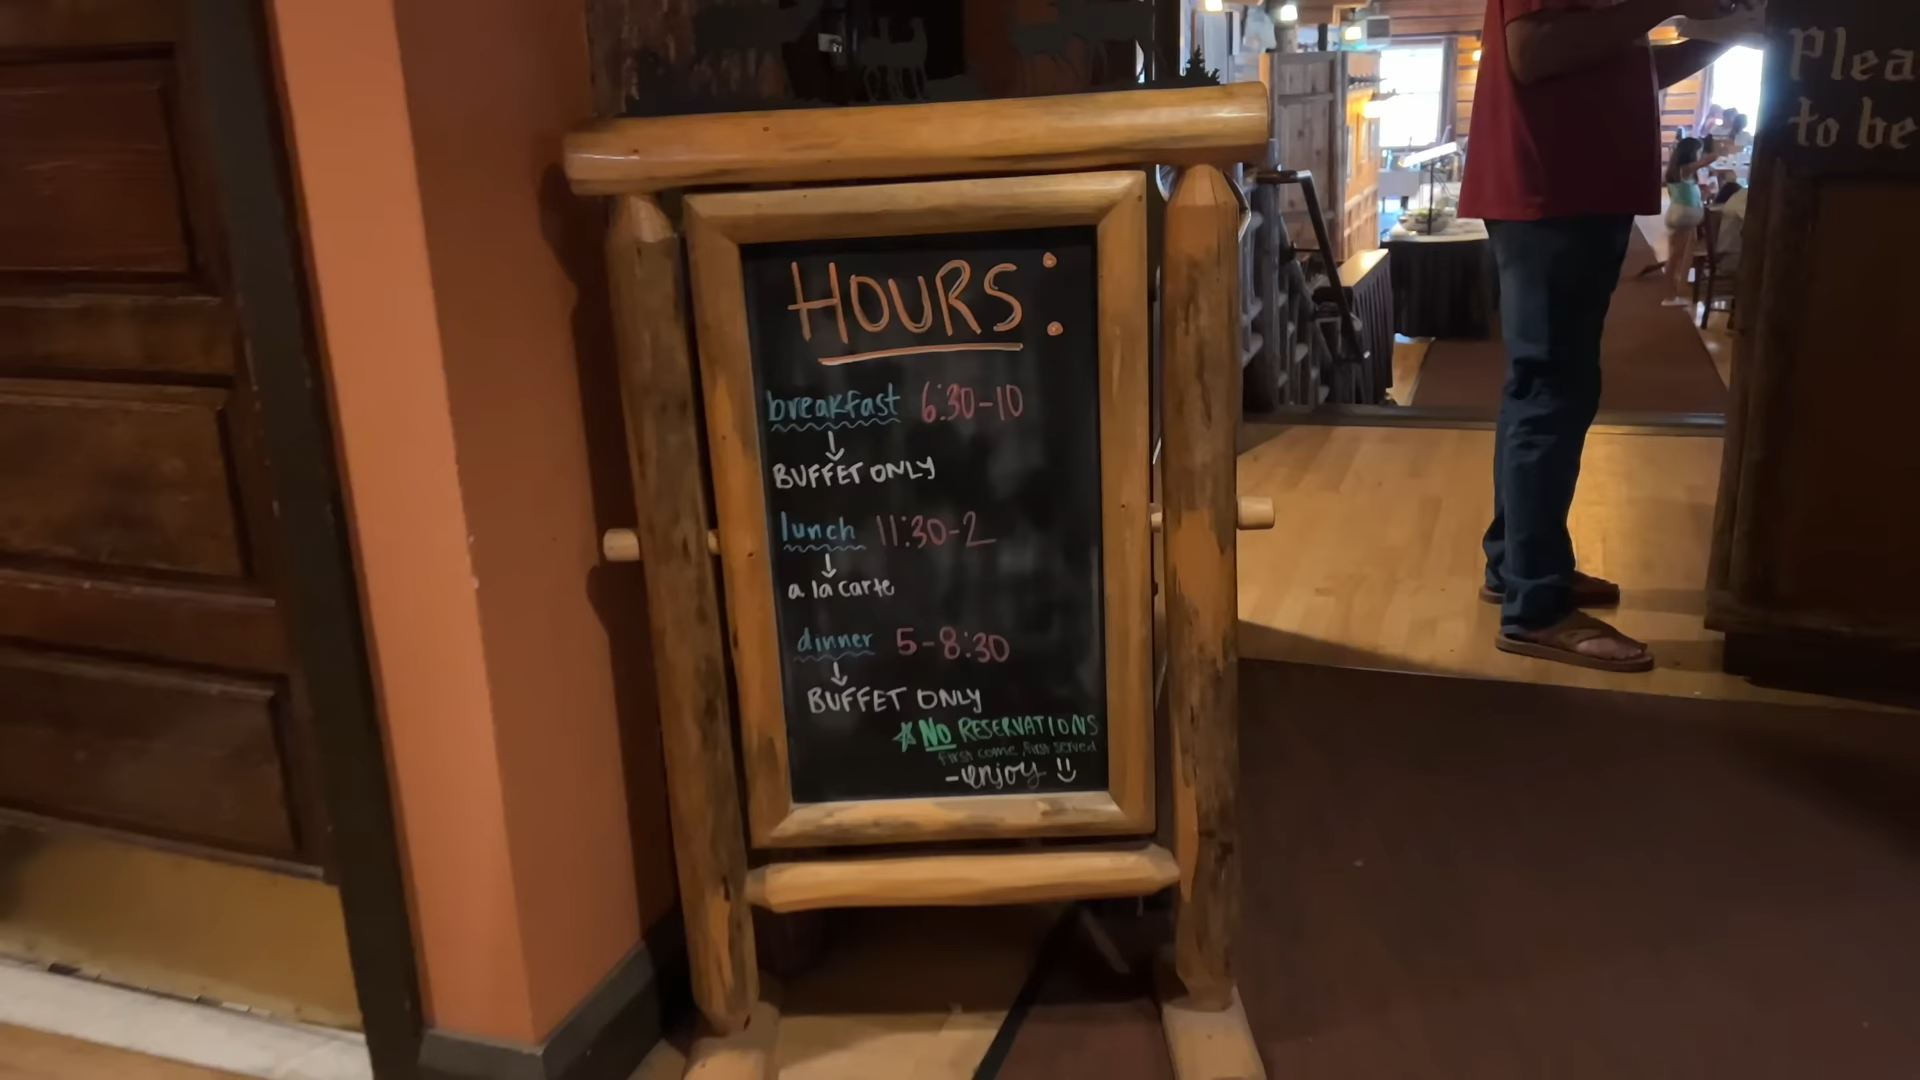 HOURS:
breakfast 6:30-10
BUFFET ONLY
lunch 11:30-2
a la carte
dinner 5-8:30
BUFFET ONLY
NO RESERVATIONS
first come, first served
-enjoy
Plea
to be